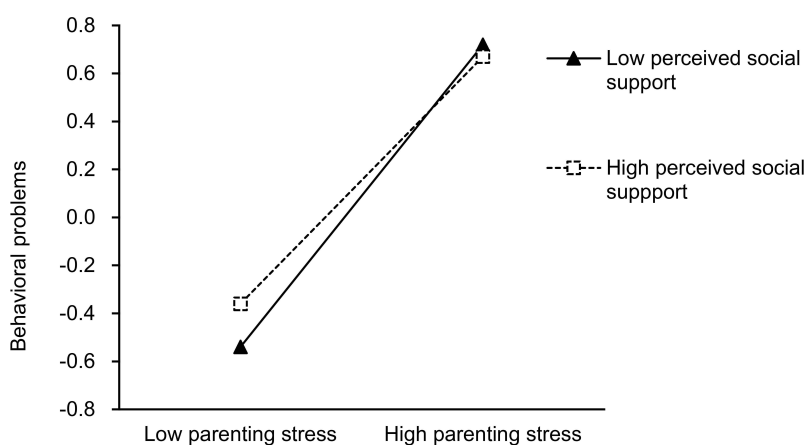 0.8
0.6
0.4
0.2
0.0
-0.2
-0.4
-0.6
-0.8
Behavioral problems
Low parenting stress
High parenting stress
Low perceived social
support
High perceived social
suppport